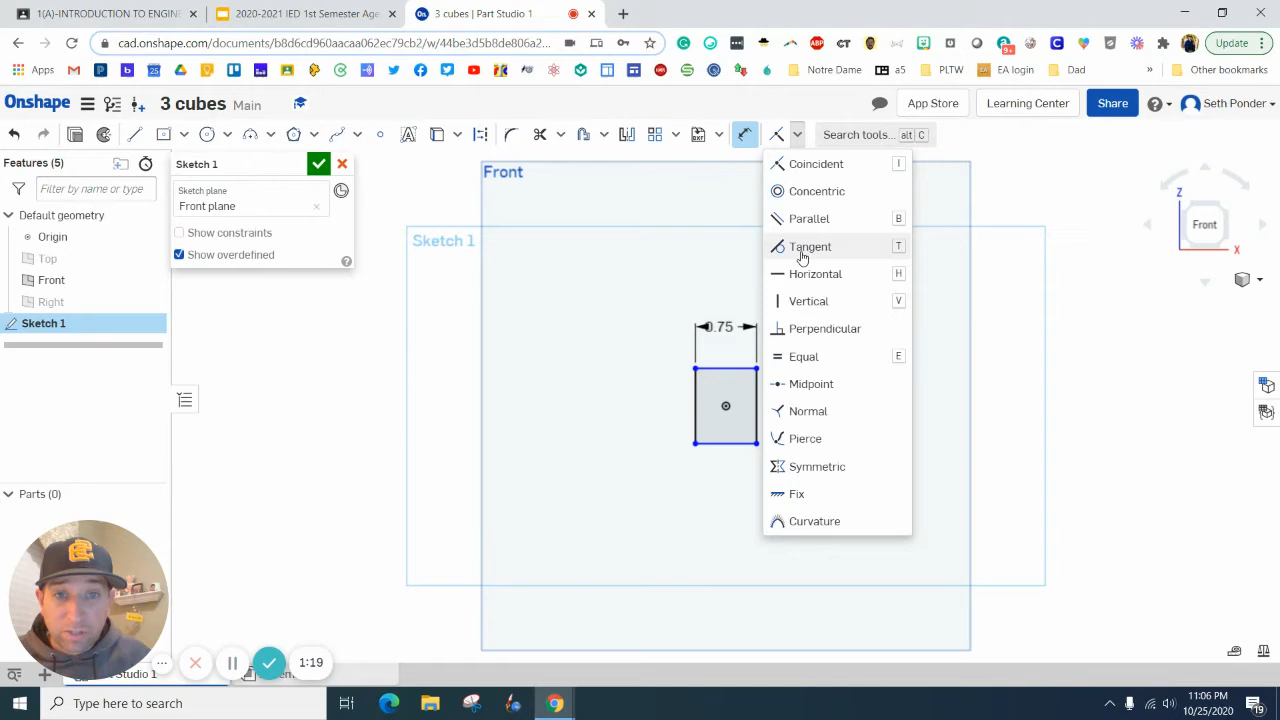 1(A)-INTRODUCTION TO ENGINE
2020-2021 IED 1st Semester Age
3 cubes | Part Studio 1
cad.onshape.com/documents/b8d6cd960aacaa062ec79cb2/w/44be3d5b8de806a2...
Update
Apps
Notre Dame
a5
PLTW
EA login
Dad
»
Other bookmarks
Onshape
3 cubes Main
App Store
Learning Center
Share
Seth Ponder
Search tools... alt C
Features (5)
Filter by name or type
Default geometry
Origin
Top
Front
Right
Sketch 1
Parts (0)
Sketch 1
Sketch plane
Front plane
Show constraints
Show overdefined
Front
Sketch 1
0.75
Coincident I
Concentric
Parallel B
Tangent T
Horizontal H
Vertical V
Perpendicular
Equal E
Midpoint
Normal
Pierce
Symmetric
Fix
Curvature
Z
Front
X
1:19
Type here to search
11:06 PM
10/25/2020
19